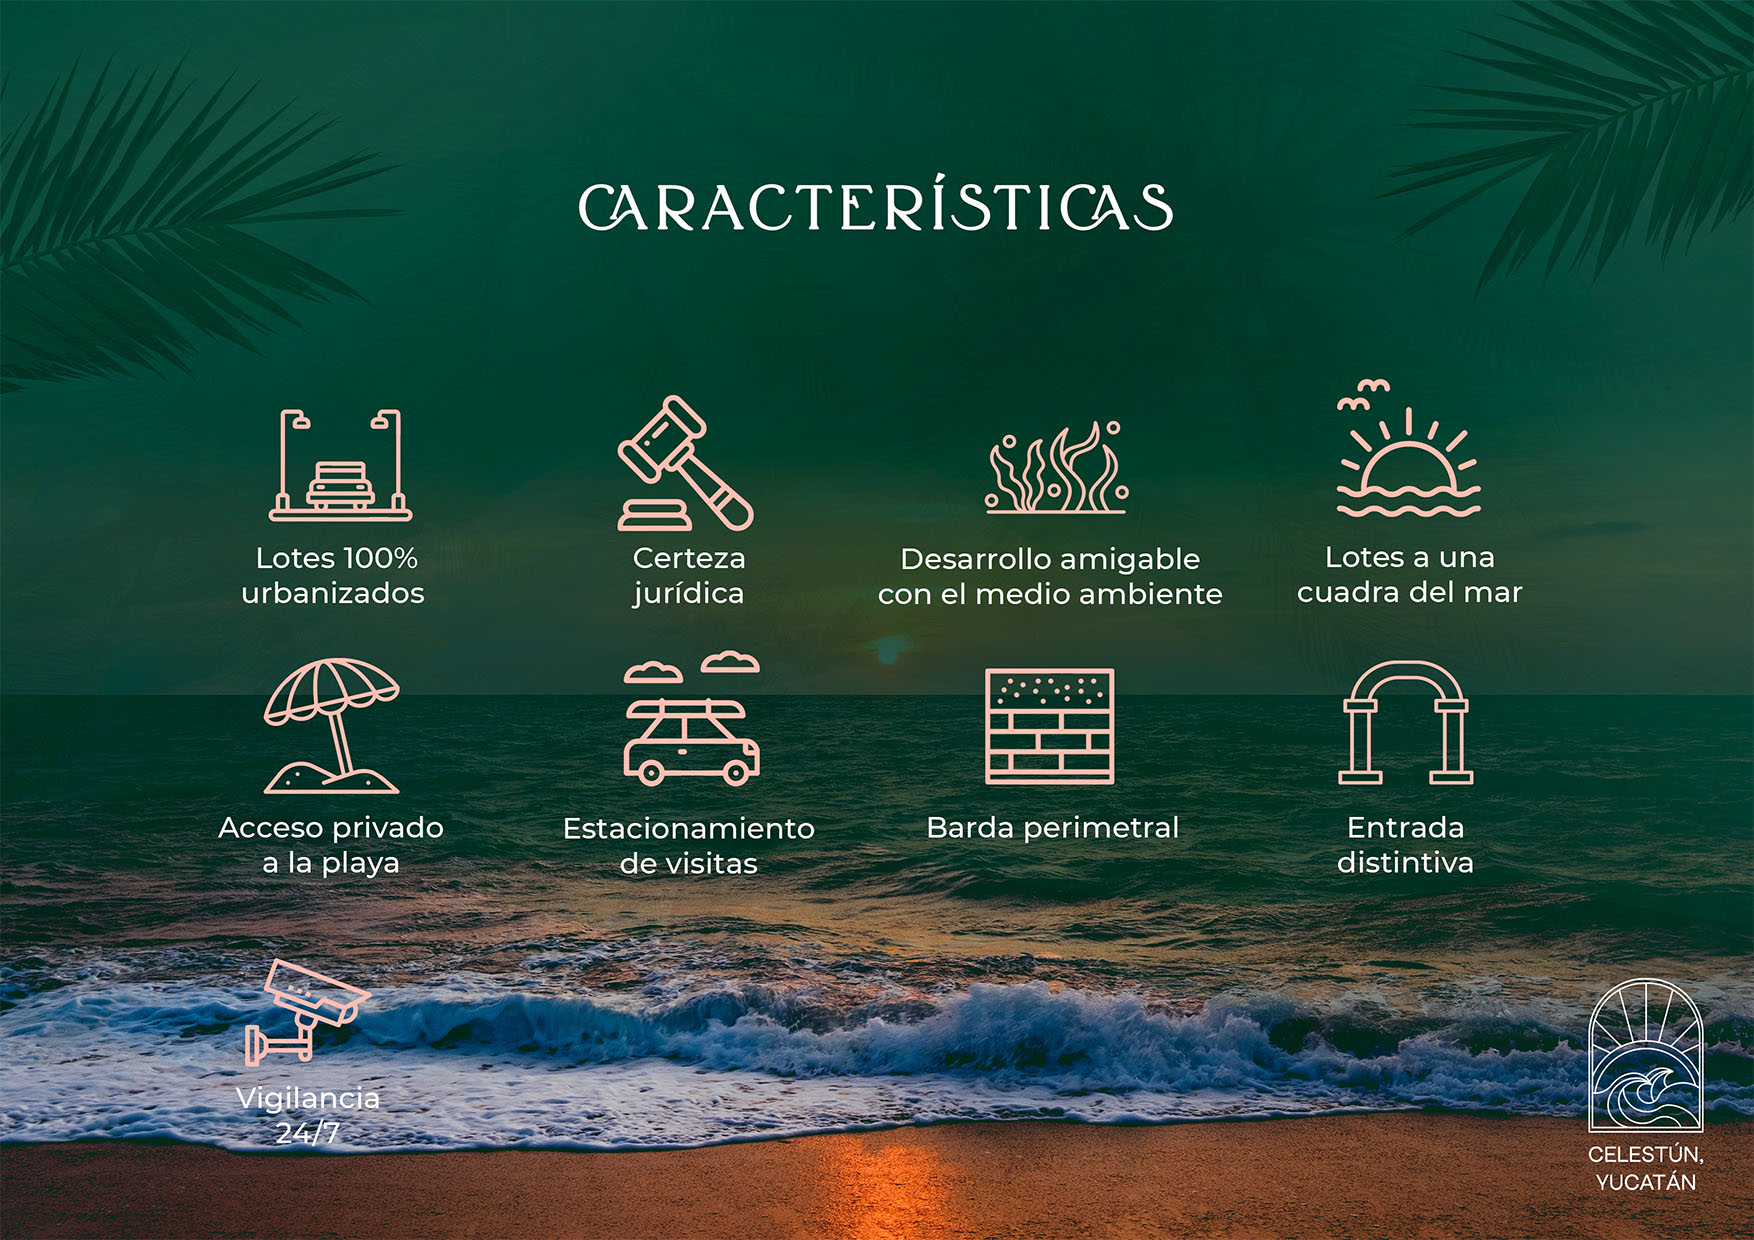 CARACTERÍSTICAS
Lotes 100%
urbanizados
Certeza
jurídica
Desarrollo amigable
con el medio ambiente
Lotes a una
cuadra del mar
Acceso privado
a la playa
Estacionamiento
de visitas
Barda perimetral
Entrada
distintiva
Vigilancia
24/7
CELESTÚN,
YUCATÁN